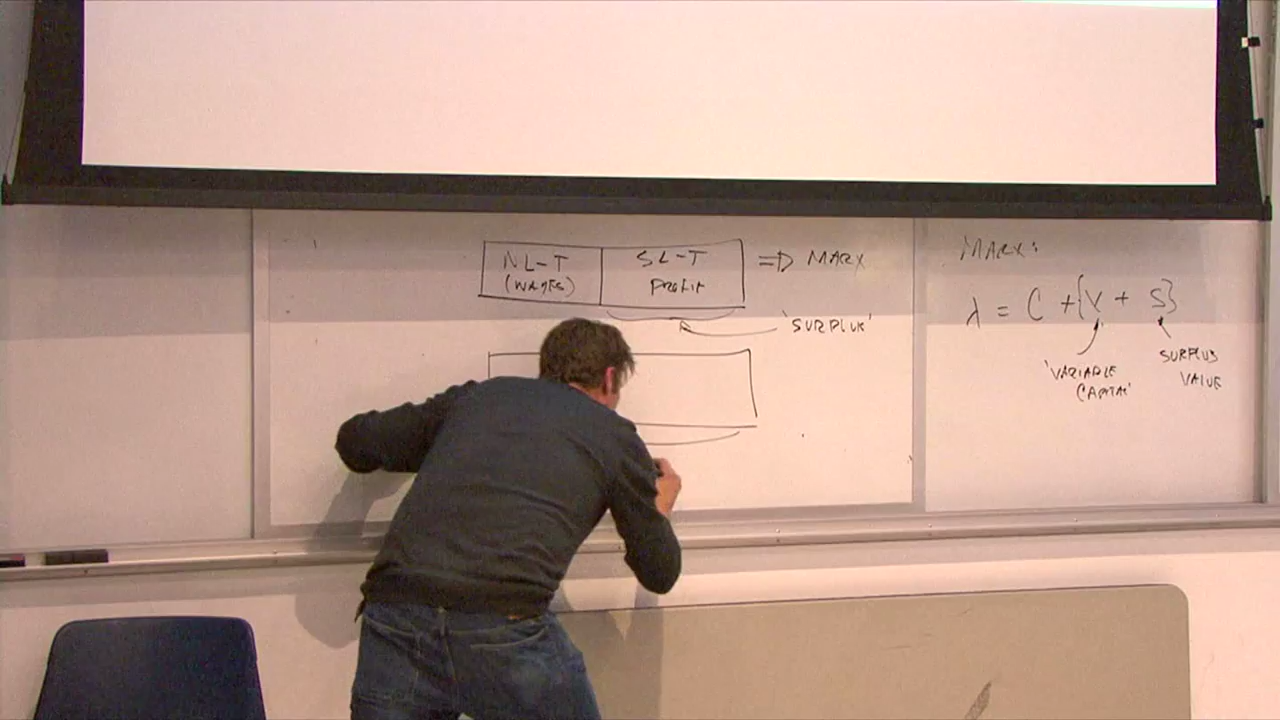 NL-T
(WAGES)
SL-T
PROFIT
=> MARX
'SURPLUS'
MARX:
λ = C + {V + S}
'VARIABLE
CAPITAL'
SURPLUS
VALUE